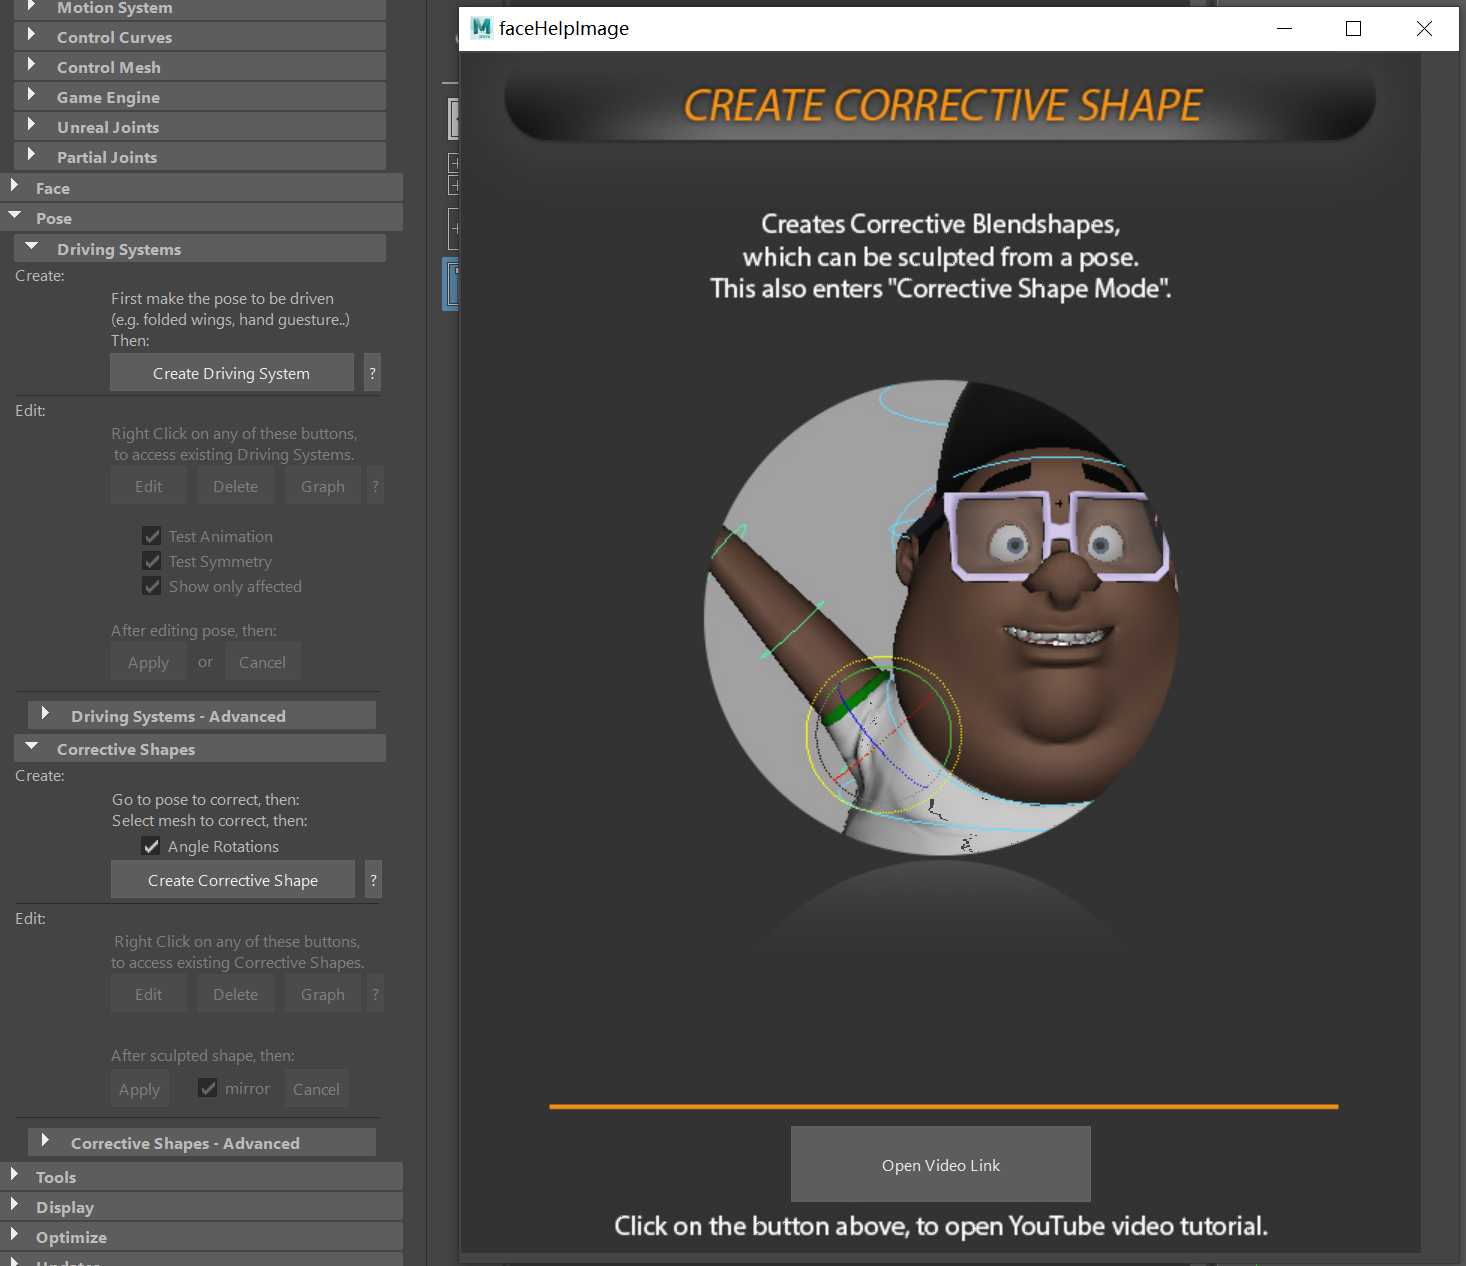 Motion System
Control Curves
Control Mesh
Game Engine
Unreal Joints
Partial Joints
Face
Pose
Driving Systems
Create:
First make the pose to be driven
(e.g. folded wings, hand guesture..)
Then:
Create Driving System
?
Edit:
Right Click on any of these buttons,
to access existing Driving Systems.
Edit Delete Graph ?
Test Animation
Test Symmetry
Show only affected
After editing pose, then:
Apply or Cancel
Driving Systems - Advanced
Corrective Shapes
Create:
Go to pose to correct, then:
Select mesh to correct, then:
Angle Rotations
Create Corrective Shape
?
Edit:
Right Click on any of these buttons,
to access existing Corrective Shapes.
Edit Delete Graph ?
After sculpted shape, then:
Apply mirror Cancel
Corrective Shapes - Advanced
Tools
Display
Optimize
faceHelpImage
CREATE CORRECTIVE SHAPE
Creates Corrective Blendshapes,
which can be sculpted from a pose.
This also enters "Corrective Shape Mode".
Open Video Link
Click on the button above, to open YouTube video tutorial.